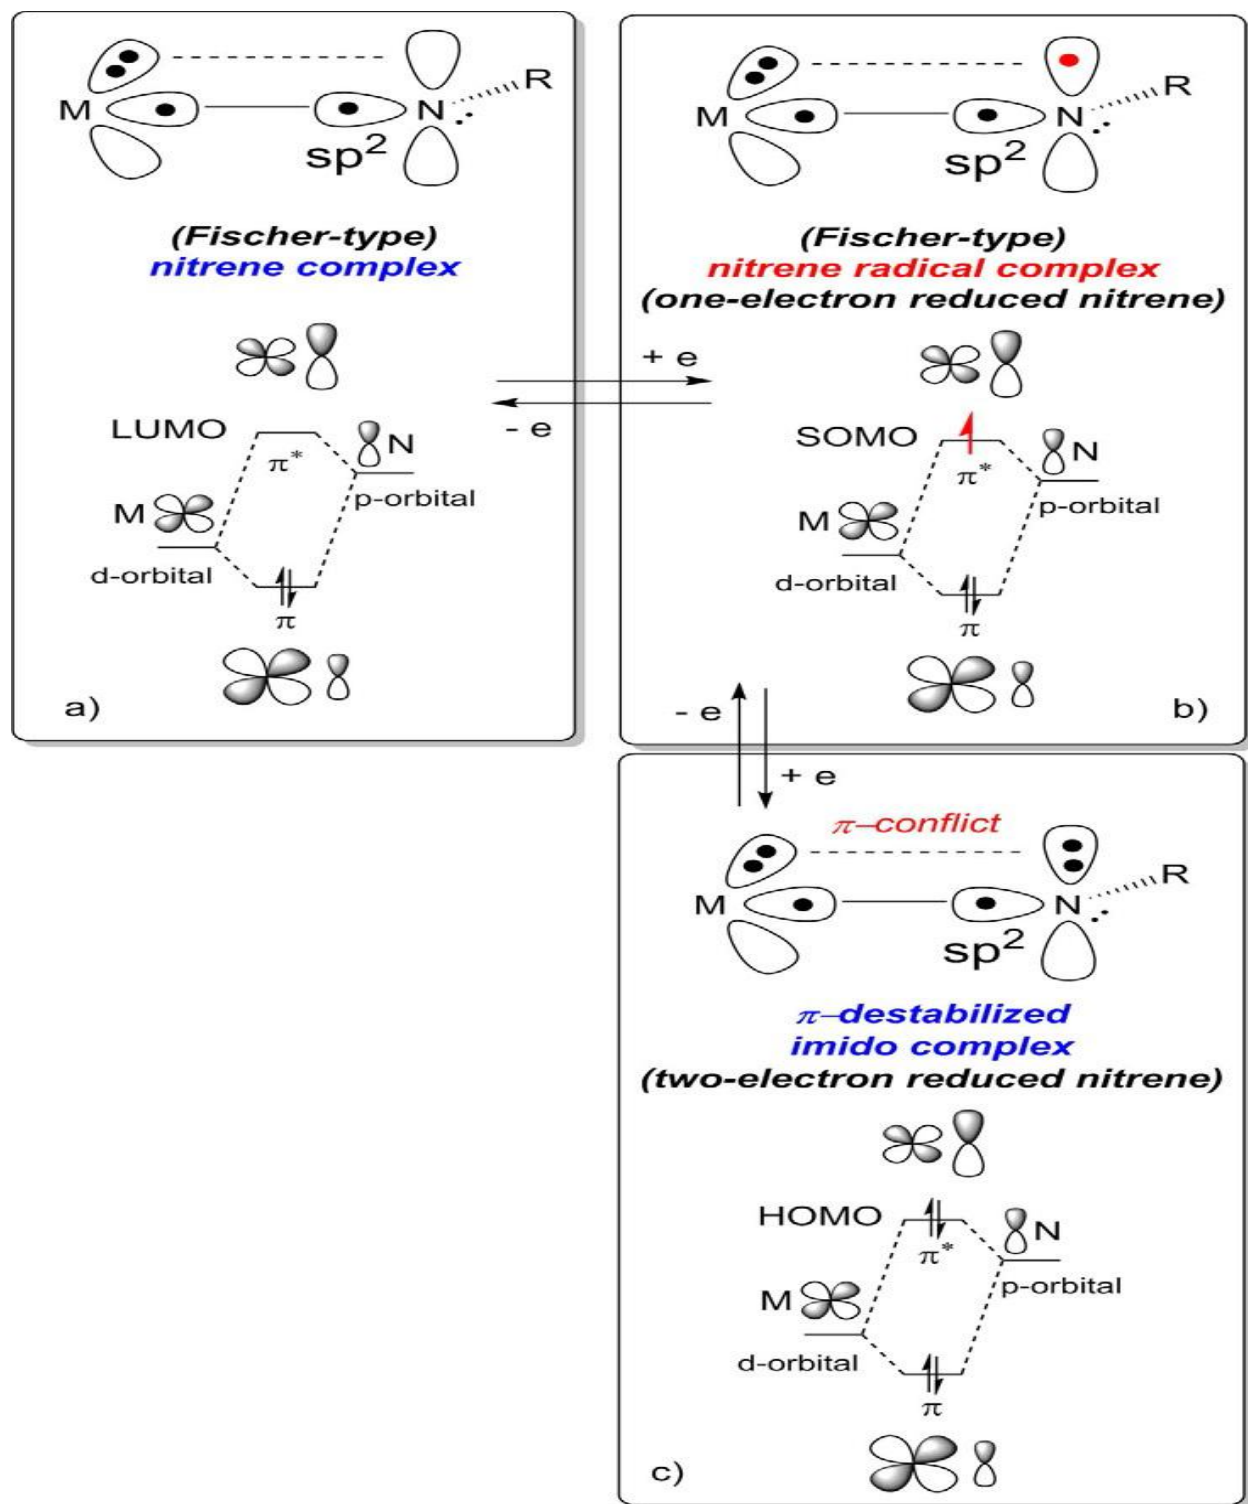 M
N
R
sp²
(Fischer-type)
nitrene complex
LUMO
π*
N
p-orbital
M
d-orbital
π
a)
+ e
- e
M
N
R
sp²
(Fischer-type)
nitrene radical complex
(one-electron reduced nitrene)
SOMO
π*
N
p-orbital
M
d-orbital
π
b)
- e
+ e
π–conflict
M
N
R
sp²
π–destabilized
imido complex
(two-electron reduced nitrene)
HOMO
π*
N
p-orbital
M
d-orbital
π
c)